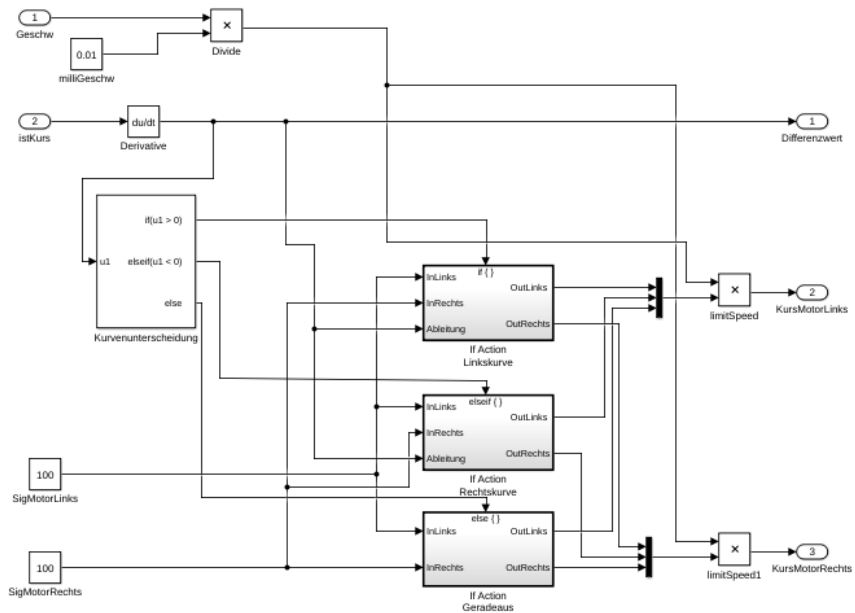 1
Geschw
×
Divide
0.01
milliGeschw
2
istKurs
du/dt
Derivative
1
Differenzwert
u1
if(u1 > 0)
elseif(u1 < 0)
else
Kurvenunterscheidung
if { }
InLinks
InRechts
Ableitung
OutLinks
OutRechts
If Action
Linkskurve
×
limitSpeed
2
KursMotorLinks
elseif { }
InLinks
InRechts
Ableitung
OutLinks
OutRechts
If Action
Rechtskurve
100
SigMotorLinks
else { }
InLinks
InRechts
OutLinks
OutRechts
If Action
Geradeaus
100
SigMotorRechts
×
limitSpeed1
3
KursMotorRechts